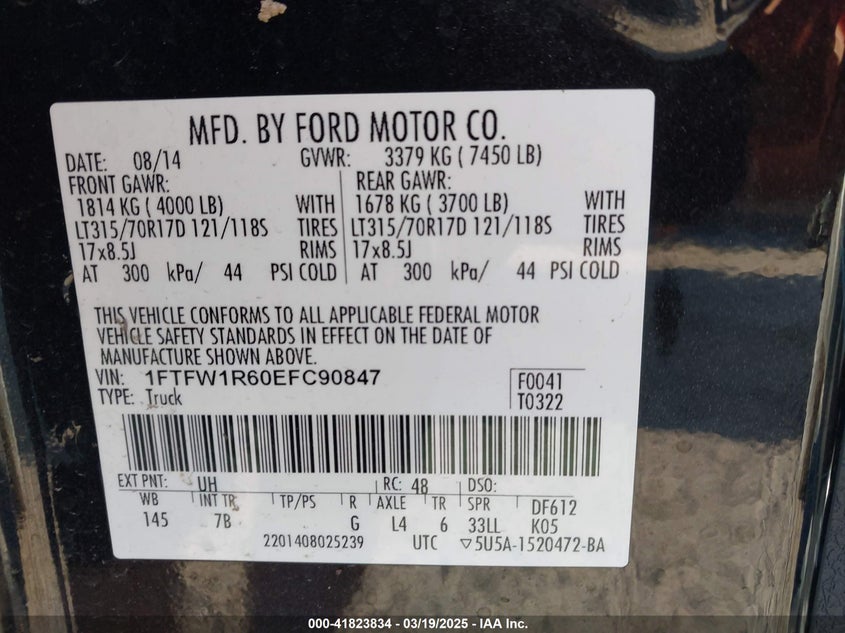 MFD. BY FORD MOTOR CO.
DATE: 08/14 GVWR: 3379 KG ( 7450 LB)
FRONT GAWR: REAR GAWR:
1814 KG ( 4000 LB) WITH 1678 KG ( 3700 LB) WITH
LT315/70R17D 121/118S TIRES LT315/70R17D 121/118S TIRES
17x8.5J RIMS 17x8.5J RIMS
AT 300 kPa/ 44 PSI COLD AT 300 kPa/ 44 PSI COLD
THIS VEHICLE CONFORMS TO ALL APPLICABLE FEDERAL MOTOR
VEHICLE SAFETY STANDARDS IN EFFECT ON THE DATE OF
MANUFACTURE SHOWN ABOVE.
VIN: 1FTFW1R60EFC90847 F0041
TYPE: Truck T0322
EXT PNT: UH RC: 48 DSO:
WB INT TR TP/PS R AXLE TR SPR DF612
145 7B G L4 6 33LL K05
2201408025239 UTC ▽5U5A-1520472-BA
000-41823834 / 03/19/2025 - IAA Inc.